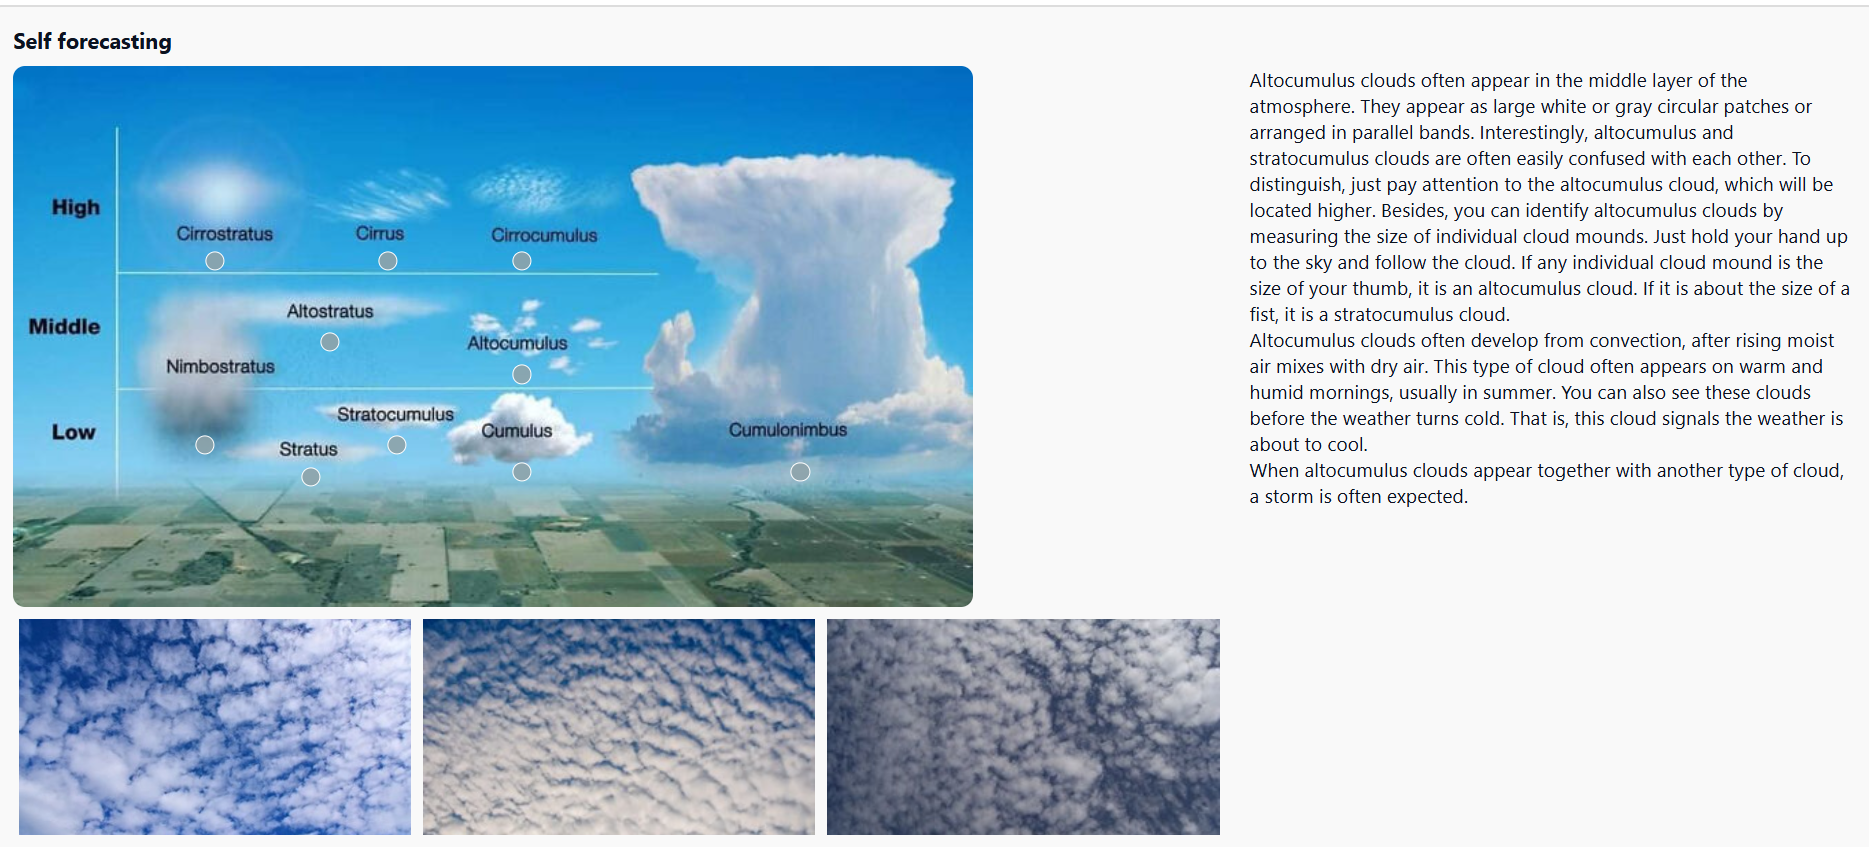 Self forecasting
High
Cirrostratus
Cirrus
Cirrocumulus
Middle
Altostratus
Altocumulus
Nimbostratus
Low
Stratocumulus
Cumulus
Stratus
Cumulonimbus
Altocumulus clouds often appear in the middle layer of the
atmosphere. They appear as large white or gray circular patches or
arranged in parallel bands. Interestingly, altocumulus and
stratocumulus clouds are often easily confused with each other. To
distinguish, just pay attention to the altocumulus cloud, which will be
located higher. Besides, you can identify altocumulus clouds by
measuring the size of individual cloud mounds. Just hold your hand up
to the sky and follow the cloud. If any individual cloud mound is the
size of your thumb, it is an altocumulus cloud. If it is about the size of a
fist, it is a stratocumulus cloud.
Altocumulus clouds often develop from convection, after rising moist
air mixes with dry air. This type of cloud often appears on warm and
humid mornings, usually in summer. You can also see these clouds
before the weather turns cold. That is, this cloud signals the weather is
about to cool.
When altocumulus clouds appear together with another type of cloud,
a storm is often expected.